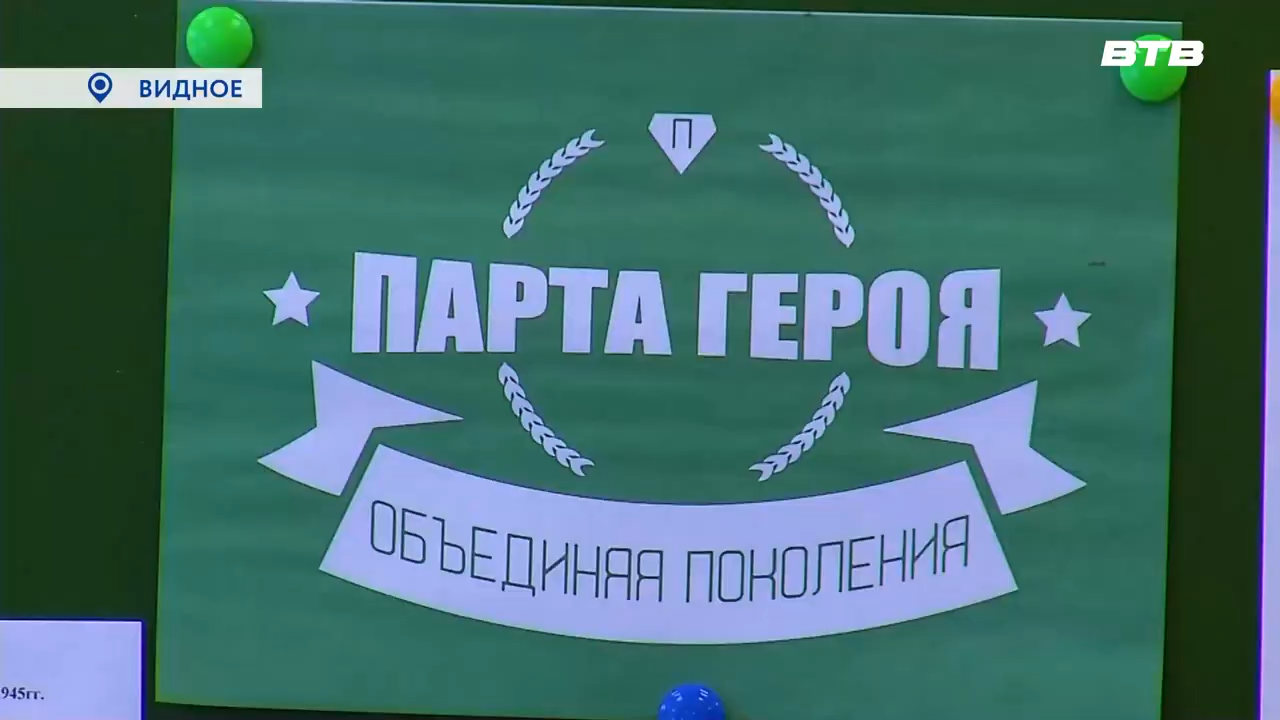 ВТВ
ВИДНОЕ
П
ПАРТА ГЕРОЯ
ОБЪЕДИНЯЯ ПОКОЛЕНИЯ
945гг.